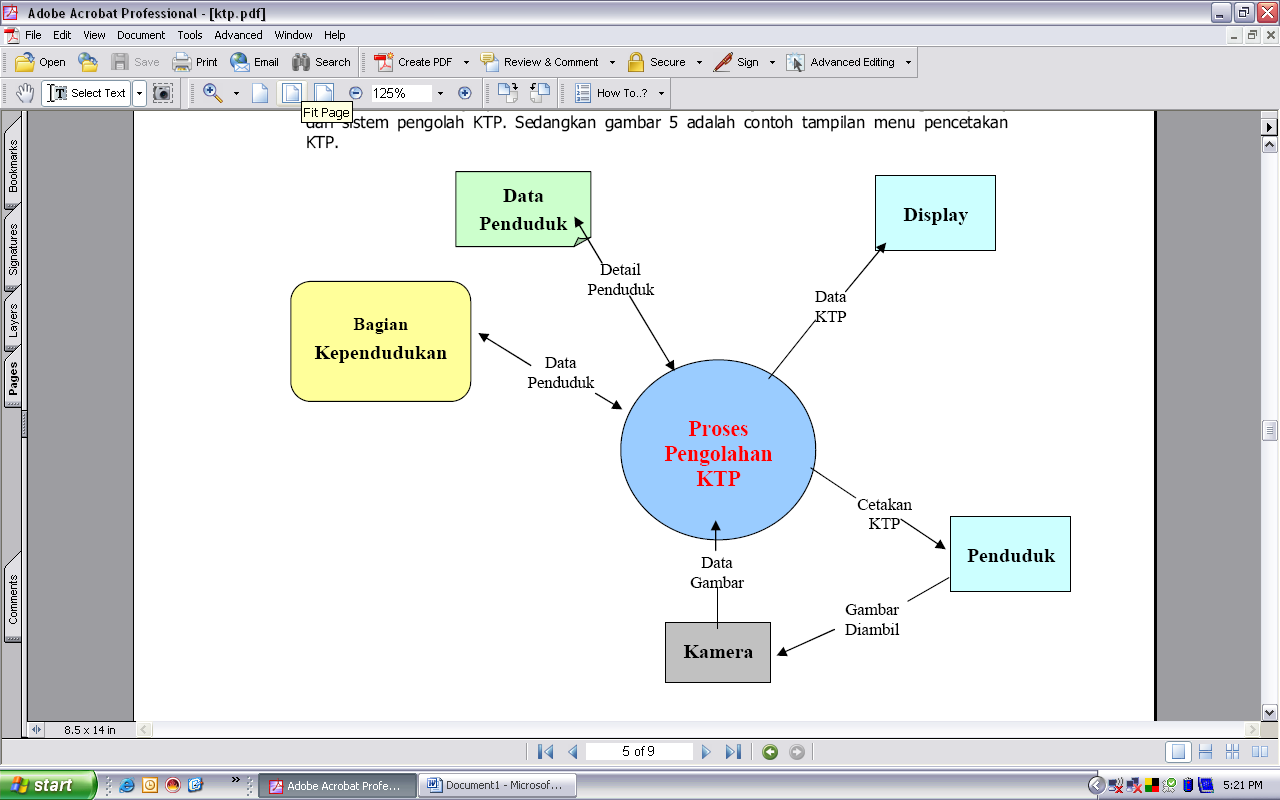 Adobe Acrobat Professional - [ktp.pdf]
File Edit View Document Tools Advanced Window Help
Open Save Print Email Search Create PDF Review & Comment Secure Sign Advanced Editing
Select Text 125% How To..?
Fit Page
dari sistem pengolah KTP. Sedangkan gambar 5 adalah contoh tampilan menu pencetakan
KTP.
Bookmarks
Signatures
Layers
Pages
Comments
Data
Penduduk
Display
Detail
Penduduk
Data
KTP
Bagian
Kependudukan
Data
Penduduk
Proses
Pengolahan
KTP
Cetakan
KTP
Penduduk
Data
Gambar
Gambar
Diambil
Kamera
8.5 x 14 in
5 of 9
start
Adobe Acrobat Profe...
Document1 - Microsof...
5:21 PM